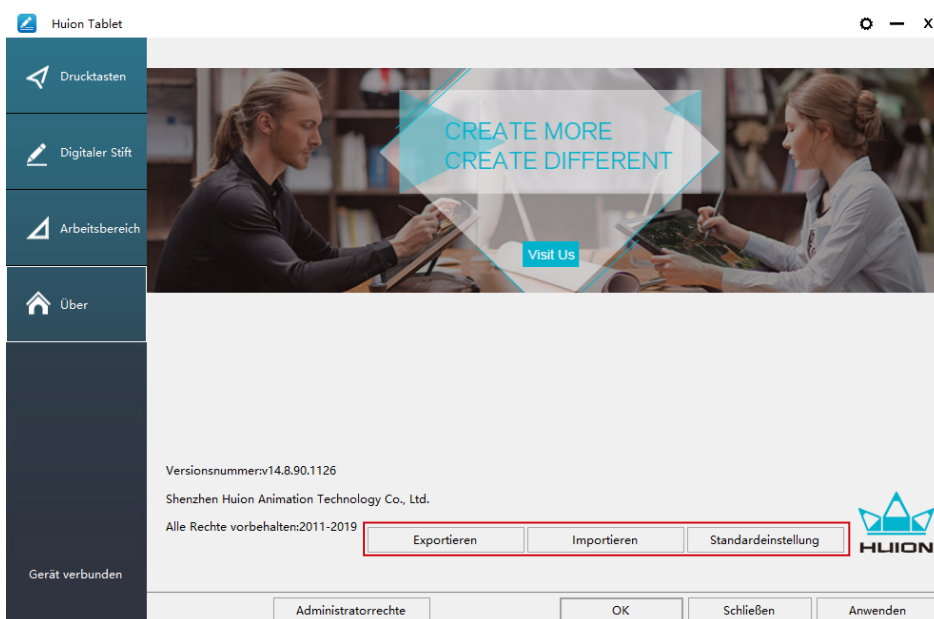 Huion Tablet
Drucktasten
Digitaler Stift
Arbeitsbereich
Über
CREATE MORE
CREATE DIFFERENT
Visit Us
Versionsnummer:v14.8.90.1126
Shenzhen Huion Animation Technology Co., Ltd.
Alle Rechte vorbehalten:2011-2019
Exportieren Importieren Standardeinstellung
HUION
Gerät verbunden
Administratorrechte OK Schließen Anwenden